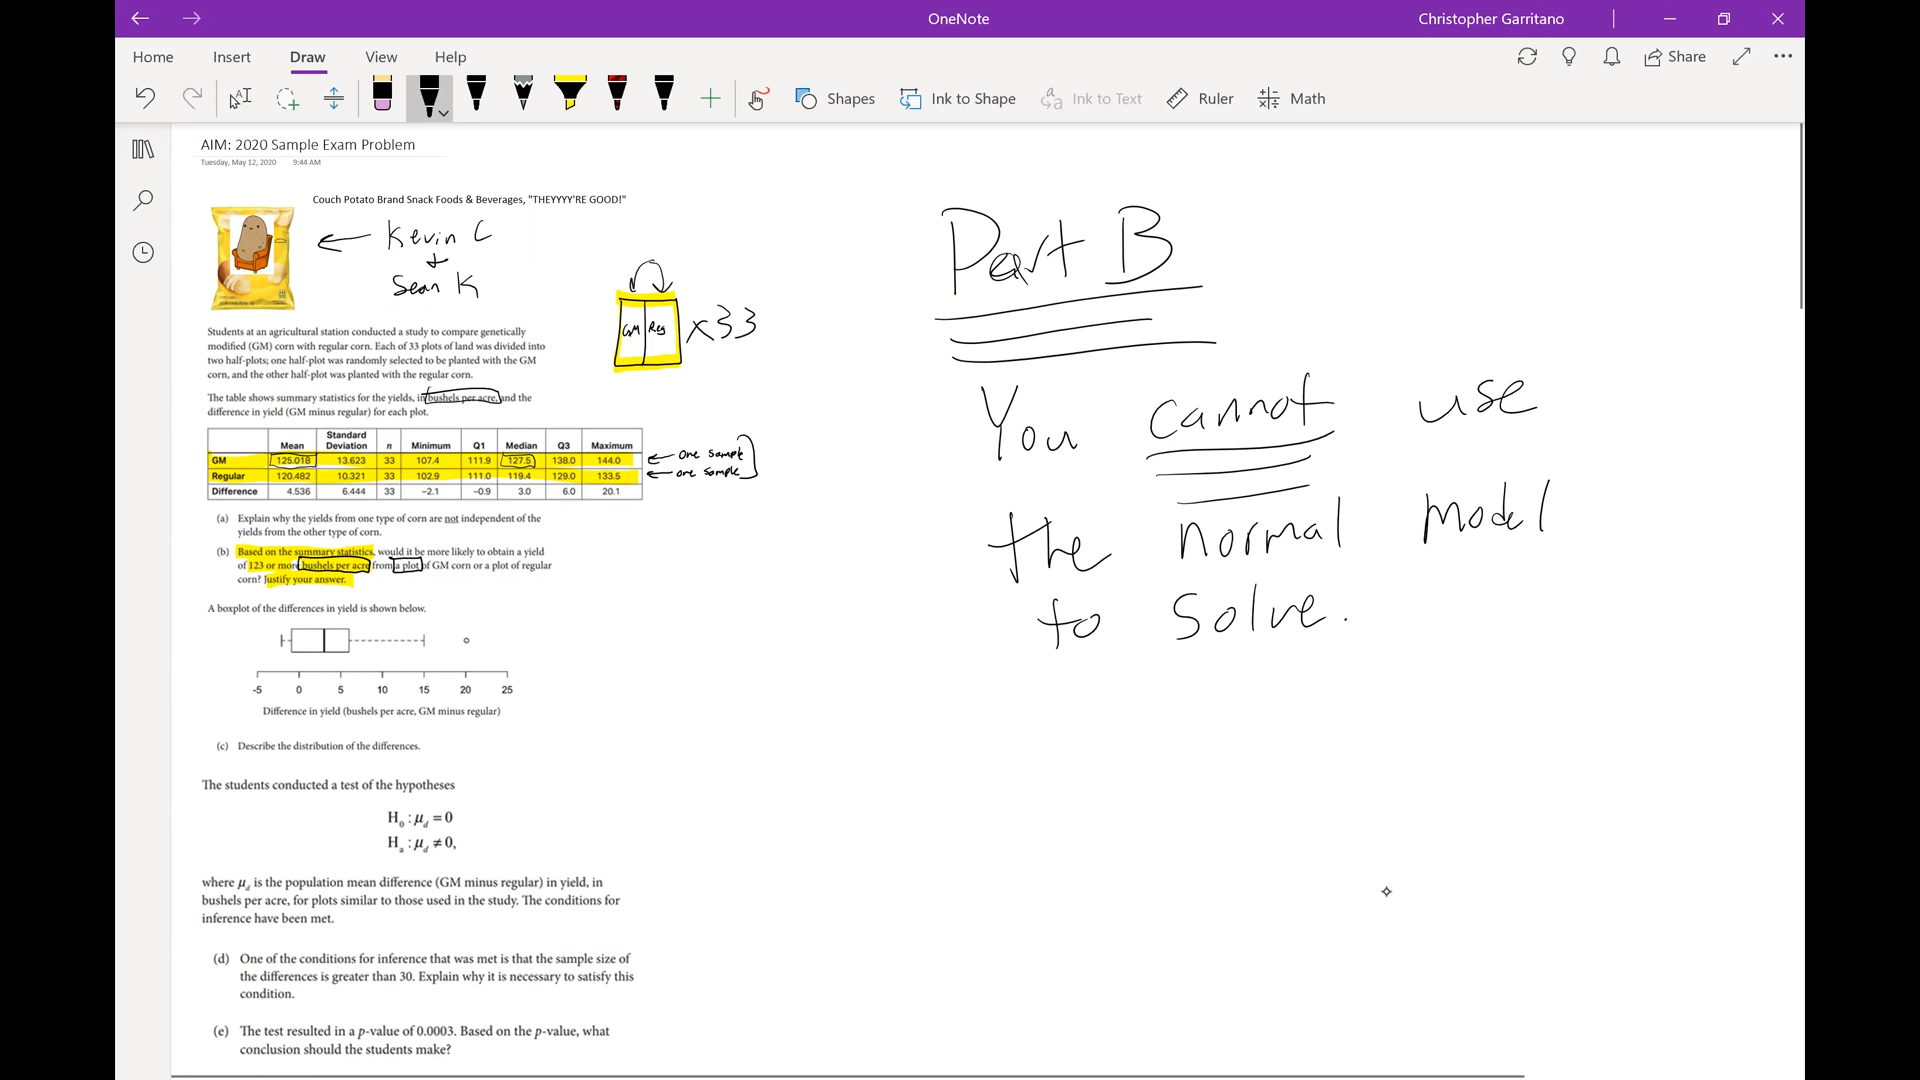 OneNote
Christopher Garritano
Home Insert Draw View Help
Share
Shapes Ink to Shape Ink to Text Ruler Math
AIM: 2020 Sample Exam Problem
Tuesday, May 12, 2020 9:44 AM
Couch Potato Brand Snack Foods & Beverages, "THEYYYY'RE GOOD!"
Kevin C
+
Sean K
GM Reg x33
Students at an agricultural station conducted a study to compare genetically
modified (GM) corn with regular corn. Each of 33 plots of land was divided into
two half-plots; one half-plot was randomly selected to be planted with the GM
corn, and the other half-plot was planted with the regular corn.
The table shows summary statistics for the yields, in bushels per acre, and the
difference in yield (GM minus regular) for each plot.
Mean Standard Deviation n Minimum Q1 Median Q3 Maximum
GM 125.018 13.623 33 107.4 111.9 127.5 138.0 144.0
Regular 120.482 10.321 33 102.9 111.0 119.4 129.0 133.5
Difference 4.536 6.444 33 −2.1 −0.9 3.0 6.0 20.1
one sample
one sample
(a) Explain why the yields from one type of corn are not independent of the
yields from the other type of corn.
(b) Based on the summary statistics, would it be more likely to obtain a yield
of 123 or more bushels per acre from a plot of GM corn or a plot of regular
corn? Justify your answer.
A boxplot of the differences in yield is shown below.
-5 0 5 10 15 20 25
Difference in yield (bushels per acre, GM minus regular)
(c) Describe the distribution of the differences.
The students conducted a test of the hypotheses
H₀ : μd = 0
Hₐ : μd ≠ 0,
where μd is the population mean difference (GM minus regular) in yield, in
bushels per acre, for plots similar to those used in the study. The conditions for
inference have been met.
(d) One of the conditions for inference that was met is that the sample size of
the differences is greater than 30. Explain why it is necessary to satisfy this
condition.
(e) The test resulted in a p-value of 0.0003. Based on the p-value, what
conclusion should the students make?
Part B
You cannot use
the normal model
to solve.